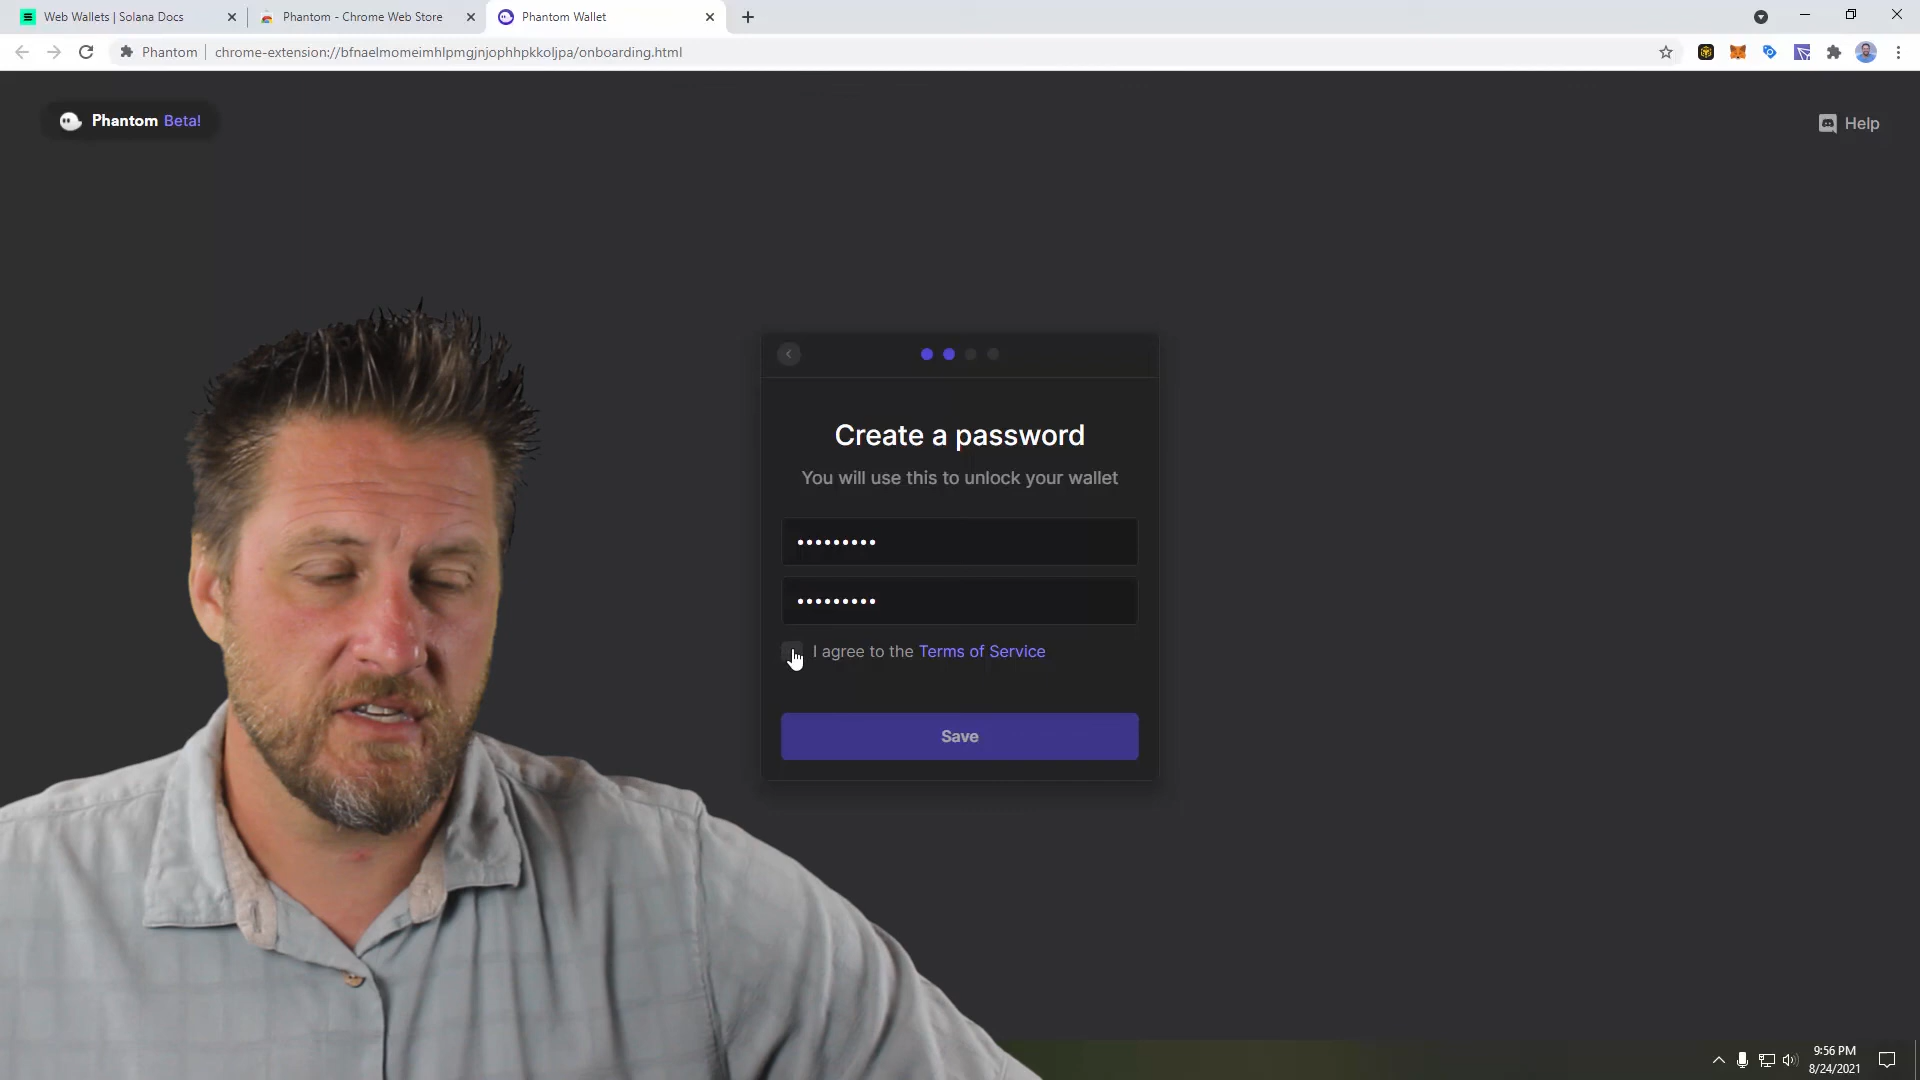 Web Wallets | Solana Docs
Phantom - Chrome Web Store
Phantom Wallet
Phantom
chrome-extension://bfnaelmomeimhlpmgjnjophhpkkoljpa/onboarding.html
Phantom Beta!
Help
Create a password
You will use this to unlock your wallet
•••••••••
•••••••••
I agree to the Terms of Service
Save
9:56 PM
8/24/2021